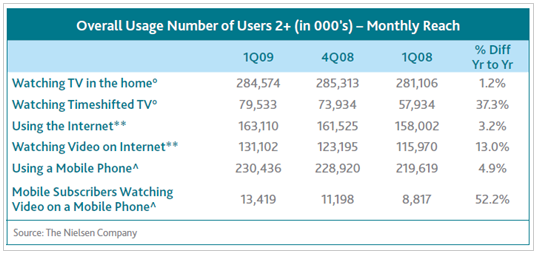 Overall Usage Number of Users 2+ (in 000's) – Monthly Reach
1Q09 4Q08 1Q08 % Diff
Yr to Yr
Watching TV in the home° 284,574 285,313 281,106 1.2%
Watching Timeshifted TV° 79,533 73,934 57,934 37.3%
Using the Internet** 163,110 161,525 158,002 3.2%
Watching Video on Internet** 131,102 123,195 115,970 13.0%
Using a Mobile Phone^ 230,436 228,920 219,619 4.9%
Mobile Subscribers Watching
Video on a Mobile Phone^ 13,419 11,198 8,817 52.2%
Source: The Nielsen Company